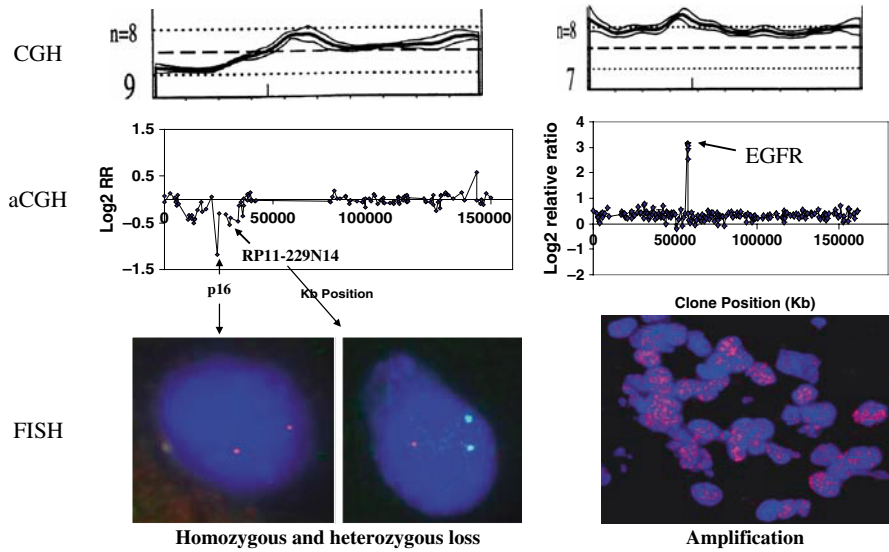 CGH
n=8
9
n=8
7
aCGH
Log2 RR
1.5
0.5
−0.5
−1.5
0
50000
100000
1500000
RP11-229N14
p16
Kb Position
Log2 relative ratio
4
3
2
1
0
−1
−2
0
50000
100000
150000
EGFR
Clone Position (Kb)
FISH
Homozygous and heterozygous loss
Amplification